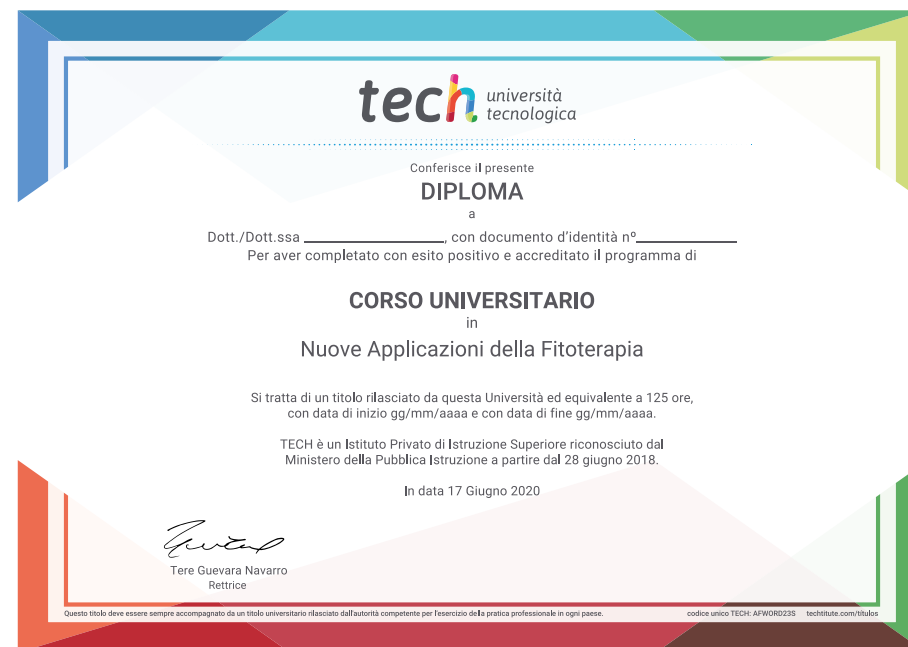 tech università
tecnologica
Conferisce il presente
DIPLOMA
a
Dott./Dott.ssa ____________________, con documento d'identità nº______________
Per aver completato con esito positivo e accreditato il programma di
CORSO UNIVERSITARIO
in
Nuove Applicazioni della Fitoterapia
Si tratta di un titolo rilasciato da questa Università ed equivalente a 125 ore,
con data di inizio gg/mm/aaaa e con data di fine gg/mm/aaaa.
TECH è un Istituto Privato di Istruzione Superiore riconosciuto dal
Ministero della Pubblica Istruzione a partire dal 28 giugno 2018.
In data 17 Giugno 2020
Tere Guevara Navarro
Rettrice
Questo titolo deve essere sempre accompagnato da un titolo universitario rilasciato dall'autorità competente per l'esercizio della pratica professionale in ogni paese. codice unico TECH: AFWORD23S techtitute.com/títulos